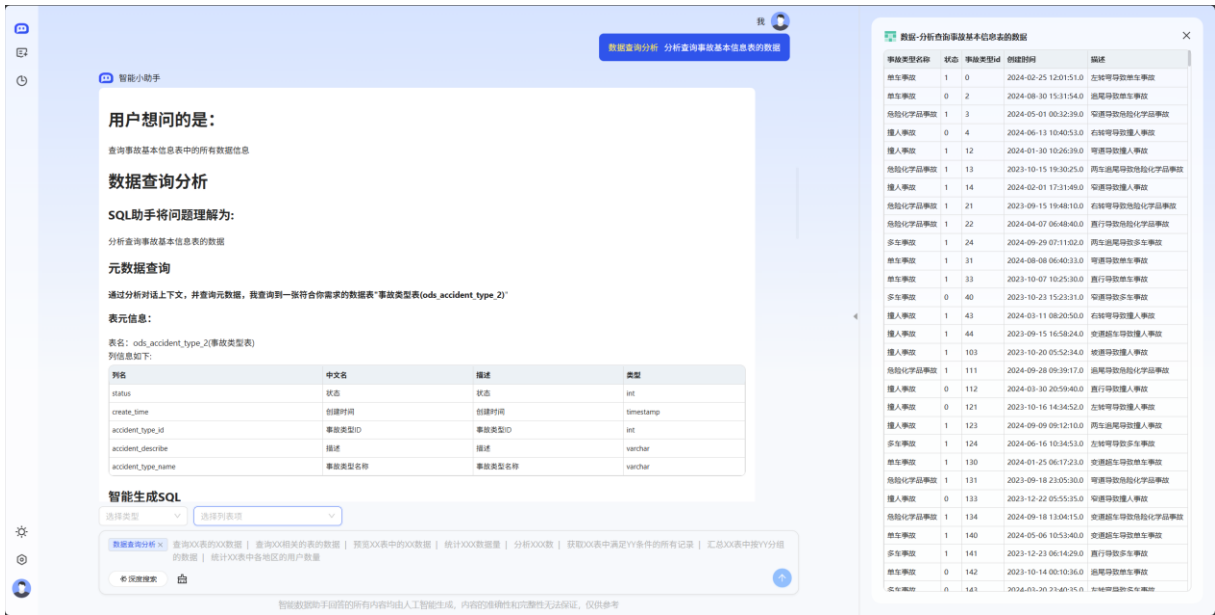 我
数据查询分析 分析查询事故基本信息表的数据
智能小助手
用户想问的是：
查询事故基本信息表中的所有数据信息
数据查询分析
SQL助手将问题理解为:
分析查询事故基本信息表的数据
元数据查询
通过分析对话上下文，并查询元数据，我查询到一张符合你需求的数据表"事故类型表(ods_accident_type_2)"
表元信息：
表名：ods_accident_type_2(事故类型表)
列信息如下:
列名 中文名 描述 类型
status 状态 状态 int
create_time 创建时间 创建时间 timestamp
accident_type_id 事故类型ID 事故类型ID int
accident_describe 描述 描述 varchar
accident_type_name 事故类型名称 事故类型名称 varchar
智能生成SQL
选择类型 选择列表项
数据查询分析 × 查询XX表的XX数据 | 查询XX相关的表的数据 | 预览XX表中的XX数据 | 统计XXX数据量 | 分析XXX数 | 获取XX表中满足YY条件的所有记录 | 汇总XX表中按YY分组
的数据 | 统计XX表中各地区的用户数量
深度搜索
智能数据助手回答的所有内容均由人工智能生成，内容的准确性和完整性无法保证，仅供参考
数据-分析查询事故基本信息表的数据
事故类型名称 状态 事故类型id 创建时间 描述
单车事故 1 0 2024-02-25 12:01:51.0 左转弯导致单车事故
单车事故 0 2 2024-08-30 15:31:54.0 追尾导致单车事故
危险化学品事故 1 3 2024-05-01 00:32:39.0 窄道导致危险化学品事故
撞人事故 0 4 2024-06-13 10:40:53.0 右转弯导致撞人事故
撞人事故 1 12 2024-01-30 10:26:39.0 弯道导致撞人事故
危险化学品事故 1 13 2023-10-15 19:30:25.0 两车追尾导致危险化学品事故
撞人事故 1 14 2024-02-01 17:31:49.0 窄道导致撞人事故
危险化学品事故 1 21 2023-09-15 19:48:10.0 右转弯导致危险化学品事故
危险化学品事故 1 22 2024-04-07 06:48:40.0 直行导致危险化学品事故
多车事故 1 24 2024-09-29 07:11:02.0 两车追尾导致多车事故
单车事故 1 31 2024-08-08 06:40:33.0 弯道导致单车事故
单车事故 1 33 2023-10-07 10:25:30.0 直行导致单车事故
多车事故 0 40 2023-10-23 15:23:31.0 窄道导致多车事故
撞人事故 1 43 2024-03-11 08:20:50.0 右转弯导致撞人事故
撞人事故 1 44 2023-09-15 16:58:24.0 变道超车导致撞人事故
撞人事故 1 103 2023-10-20 05:52:34.0 坡道导致撞人事故
危险化学品事故 1 111 2024-09-28 09:39:17.0 追尾导致危险化学品事故
撞人事故 0 112 2024-03-30 20:59:40.0 直行导致撞人事故
撞人事故 0 121 2023-10-16 14:34:52.0 左转弯导致撞人事故
撞人事故 1 123 2024-09-09 09:12:10.0 两车追尾导致撞人事故
多车事故 1 124 2024-06-16 10:34:53.0 左转弯导致多车事故
单车事故 1 130 2024-01-25 06:17:23.0 变道超车导致单车事故
危险化学品事故 1 131 2023-09-18 23:05:30.0 弯道导致危险化学品事故
撞人事故 0 133 2023-12-22 05:55:35.0 窄道导致撞人事故
危险化学品事故 1 134 2024-09-18 13:04:15.0 变道超车导致危险化学品事故
单车事故 1 140 2024-05-06 10:53:40.0 变道超车导致单车事故
多车事故 1 141 2023-12-23 06:14:29.0 直行导致多车事故
单车事故 0 142 2023-10-14 00:10:36.0 追尾导致单车事故
多车事故 0 143 2024-03-20 23:40:35.0 左转弯导致多车事故